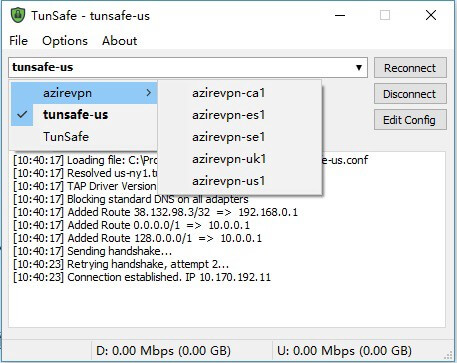 TunSafe - tunsafe-us
File Options About
tunsafe-us
Reconnect
azirevpn
tunsafe-us
TunSafe
azirevpn-ca1
azirevpn-es1
azirevpn-se1
azirevpn-uk1
azirevpn-us1
Disconnect
Edit Config
[10:40:17] Loading file: C:\Pro fe-us.conf
[10:40:17] Resolved us-ny1.t
[10:40:17] TAP Driver Version
[10:40:17] Blocking standard DNS on all adapters
[10:40:17] Added Route 38.132.98.3/32 => 192.168.0.1
[10:40:17] Added Route 0.0.0.0/1 => 10.0.0.1
[10:40:17] Added Route 128.0.0.0/1 => 10.0.0.1
[10:40:17] Sending handshake...
[10:40:23] Retrying handshake, attempt 2...
[10:40:23] Connection established. IP 10.170.192.11
D: 0.00 Mbps (0.00 GB) U: 0.00 Mbps (0.00 GB)